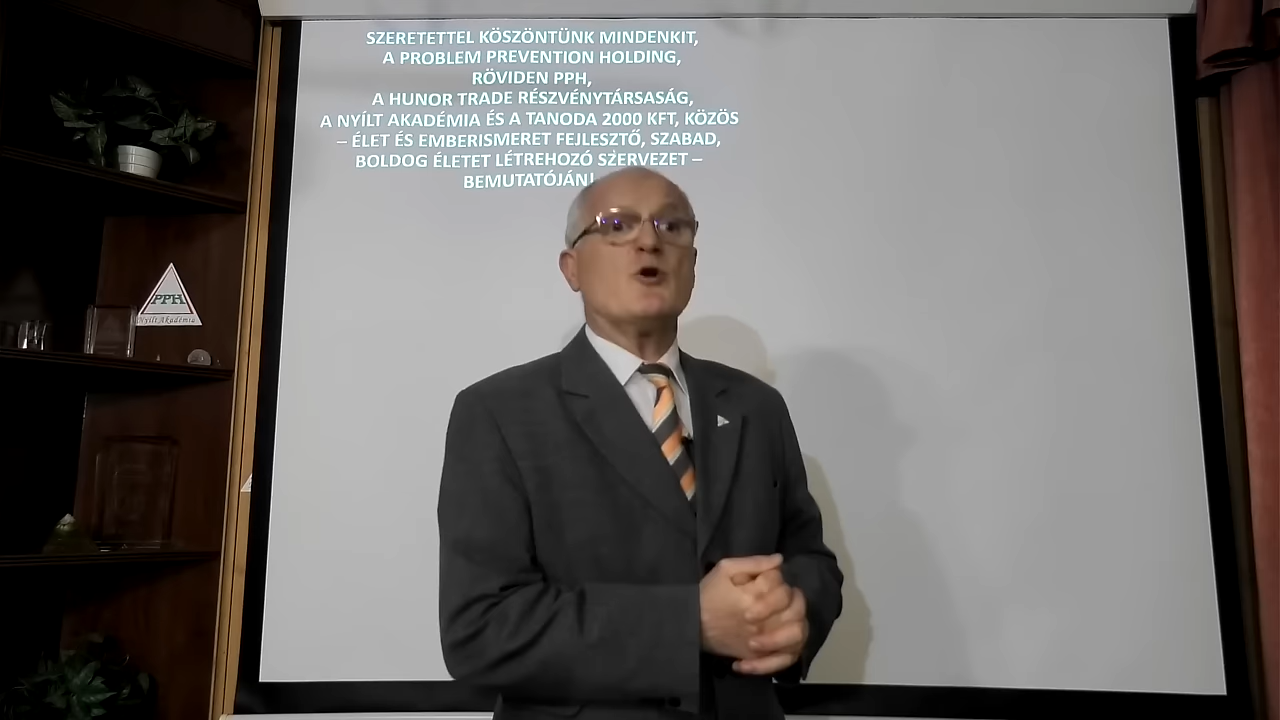 SZERETETTEL KÖSZÖNTÜNK MINDENKIT,
A PROBLEM PREVENTION HOLDING,
RÖVIDEN PPH,
A HUNOR TRADE RÉSZVÉNYTÁRSASÁG,
A NYÍLT AKADÉMIA ÉS A TANODA 2000 KFT, KÖZÖS
– ÉLET ÉS EMBERISMERET FEJLESZTŐ, SZABAD,
BOLDOG ÉLETET LÉTREHOZÓ SZERVEZET –
BEMUTATÓJÁN!
PPH
Nyílt Akadémia